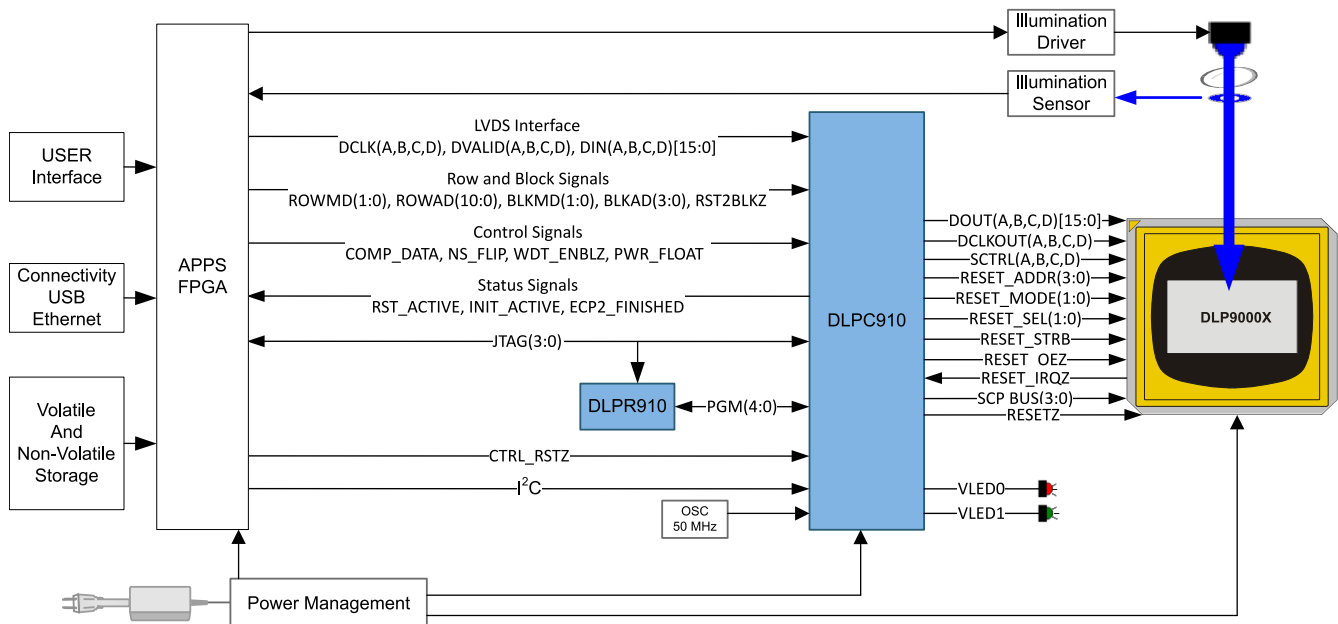 Illumination
Driver
Illumination
Sensor
USER
Interface
Connectivity
USB
Ethernet
Volatile
And
Non-Volatile
Storage
APPS
FPGA
LVDS Interface
DCLK(A,B,C,D), DVALID(A,B,C,D), DIN(A,B,C,D)[15:0]
Row and Block Signals
ROWMD(1:0), ROWAD(10:0), BLKMD(1:0), BLKAD(3:0), RST2BLKZ
Control Signals
COMP_DATA, NS_FLIP, WDT_ENBLZ, PWR_FLOAT
Status Signals
RST_ACTIVE, INIT_ACTIVE, ECP2_FINISHED
JTAG(3:0)
DLPR910
PGM(4:0)
CTRL_RSTZ
I²C
OSC
50 MHz
DLPC910
DOUT(A,B,C,D)[15:0]
DCLKOUT(A,B,C,D)
SCTRL(A,B,C,D)
RESET_ADDR(3:0)
RESET_MODE(1:0)
RESET_SEL(1:0)
RESET_STRB
RESET_OEZ
RESET_IRQZ
SCP BUS(3:0)
RESETZ
VLED0
VLED1
DLP9000X
Power Management